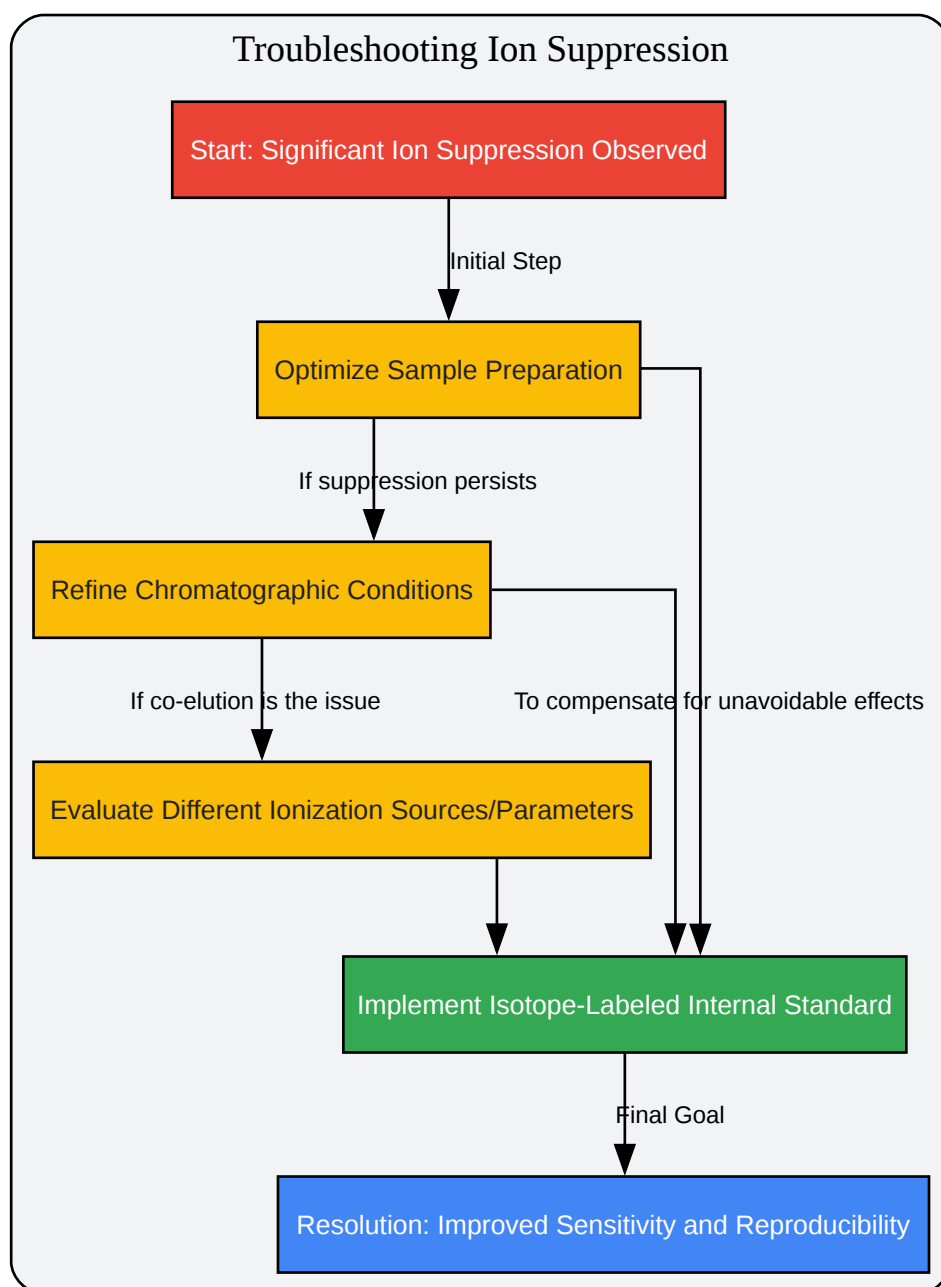 Troubleshooting Ion Suppression
Start: Significant Ion Suppression Observed
Initial Step
Optimize Sample Preparation
If suppression persists
Refine Chromatographic Conditions
If co-elution is the issue
To compensate for unavoidable effects
Evaluate Different Ionization Sources/Parameters
Implement Isotope-Labeled Internal Standard
Final Goal
Resolution: Improved Sensitivity and Reproducibility